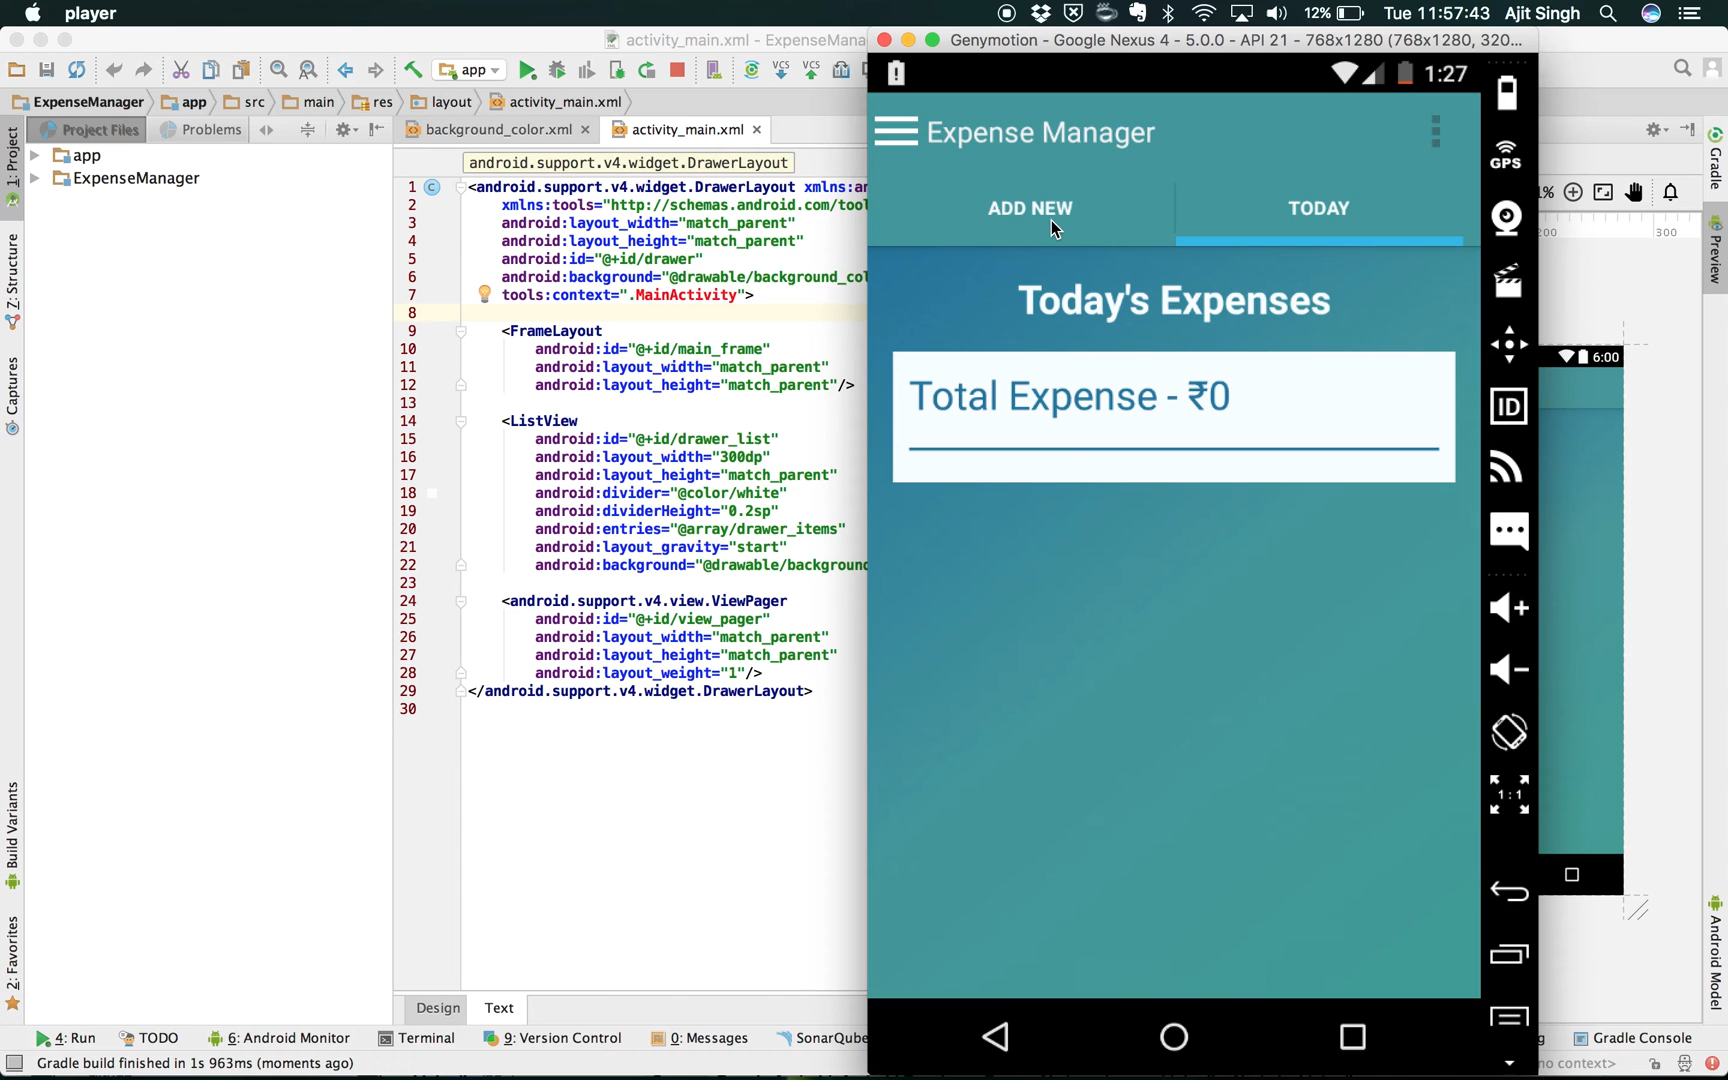 player
12%
Tue 11:57:43
Ajit Singh
activity_main.xml - ExpenseMana
Genymotion - Google Nexus 4 - 5.0.0 - API 21 - 768x1280 (768x1280, 320...
app
VCS
VCS
ExpenseManager
app
src
main
res
layout
activity_main.xml
Project Files
Problems
background_color.xml
activity_main.xml
app
ExpenseManager
android.support.v4.widget.DrawerLayout
1 <android.support.v4.widget.DrawerLayout xmlns:a
2 xmlns:tools="http://schemas.android.com/tool
3 android:layout_width="match_parent"
4 android:layout_height="match_parent"
5 android:id="@+id/drawer"
6 android:background="@drawable/background_col
7 tools:context=".MainActivity">
8
9 <FrameLayout
10 android:id="@+id/main_frame"
11 android:layout_width="match_parent"
12 android:layout_height="match_parent"/>
13
14 <ListView
15 android:id="@+id/drawer_list"
16 android:layout_width="300dp"
17 android:layout_height="match_parent"
18 android:divider="@color/white"
19 android:dividerHeight="0.2sp"
20 android:entries="@array/drawer_items"
21 android:layout_gravity="start"
22 android:background="@drawable/background
23
24 <android.support.v4.view.ViewPager
25 android:id="@+id/view_pager"
26 android:layout_width="match_parent"
27 android:layout_height="match_parent"
28 android:layout_weight="1"/>
29 </android.support.v4.widget.DrawerLayout>
30
1: Project
Z: Structure
Captures
Build Variants
2: Favorites
1:27
Expense Manager
ADD NEW
TODAY
Today's Expenses
Total Expense - ₹0
GPS
ID
1:1
1%
200
300
6:00
Gradle
Preview
Android Model
Design
Text
4: Run
TODO
6: Android Monitor
Terminal
9: Version Control
0: Messages
SonarQube
g
Gradle Console
Gradle build finished in 1s 963ms (moments ago)
no context>